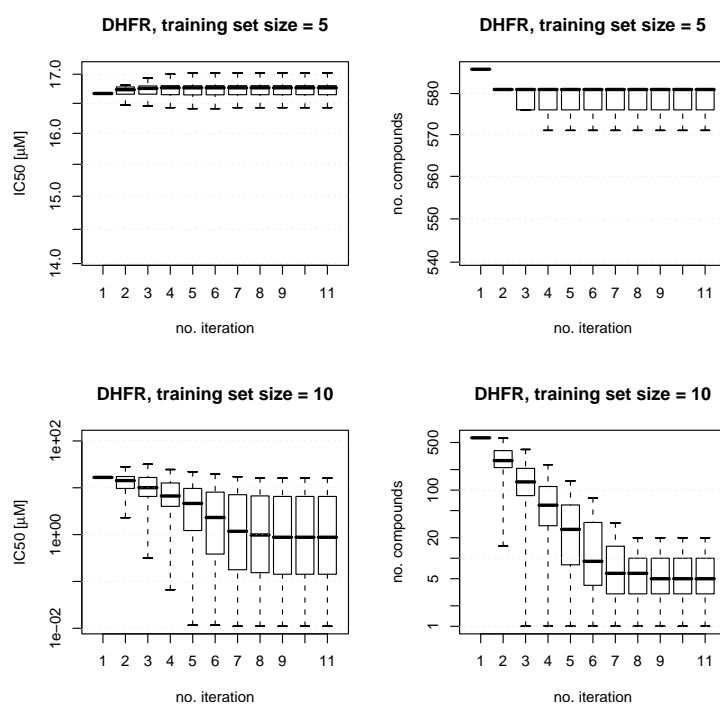 DHFR, training set size = 5
IC50 [μM]
17.0
16.0
15.0
14.0
1 2 3 4 5 6 7 8 9 11
no. iteration
DHFR, training set size = 5
no. compounds
580
570
560
550
540
1 2 3 4 5 6 7 8 9 11
no. iteration
DHFR, training set size = 10
IC50 [μM]
1e+02
1e+00
1e−02
1 2 3 4 5 6 7 8 9 11
no. iteration
DHFR, training set size = 10
no. compounds
500
100
20
5
1
1 2 3 4 5 6 7 8 9 11
no. iteration